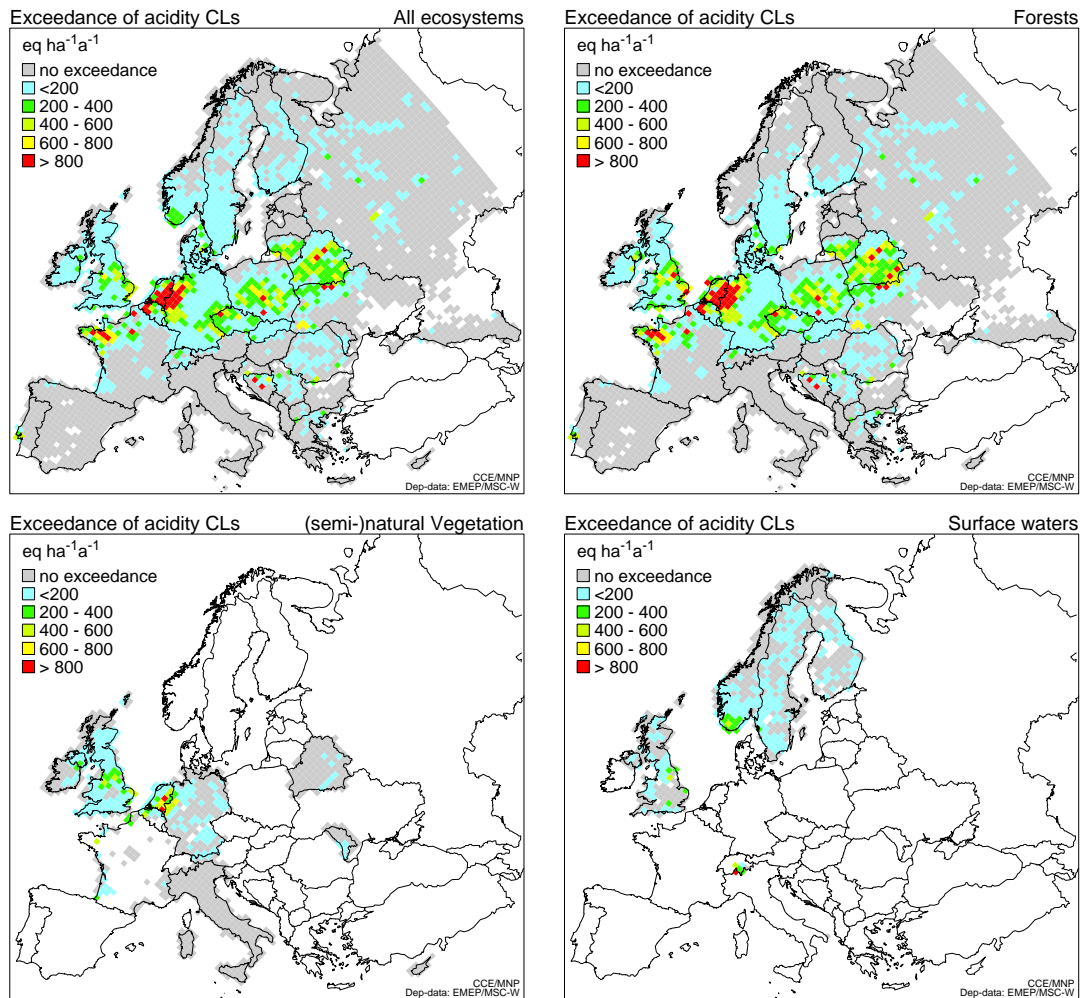 Exceedance of acidity CLs All ecosystems
eq ha⁻¹a⁻¹
no exceedance
<200
200 - 400
400 - 600
600 - 800
> 800
CCE/MNP
Dep-data: EMEP/MSC-W
Exceedance of acidity CLs Forests
eq ha⁻¹a⁻¹
no exceedance
<200
200 - 400
400 - 600
600 - 800
> 800
CCE/MNP
Dep-data: EMEP/MSC-W
Exceedance of acidity CLs (semi-)natural Vegetation
eq ha⁻¹a⁻¹
no exceedance
<200
200 - 400
400 - 600
600 - 800
> 800
CCE/MNP
Dep-data: EMEP/MSC-W
Exceedance of acidity CLs Surface waters
eq ha⁻¹a⁻¹
no exceedance
<200
200 - 400
400 - 600
600 - 800
> 800
CCE/MNP
Dep-data: EMEP/MSC-W